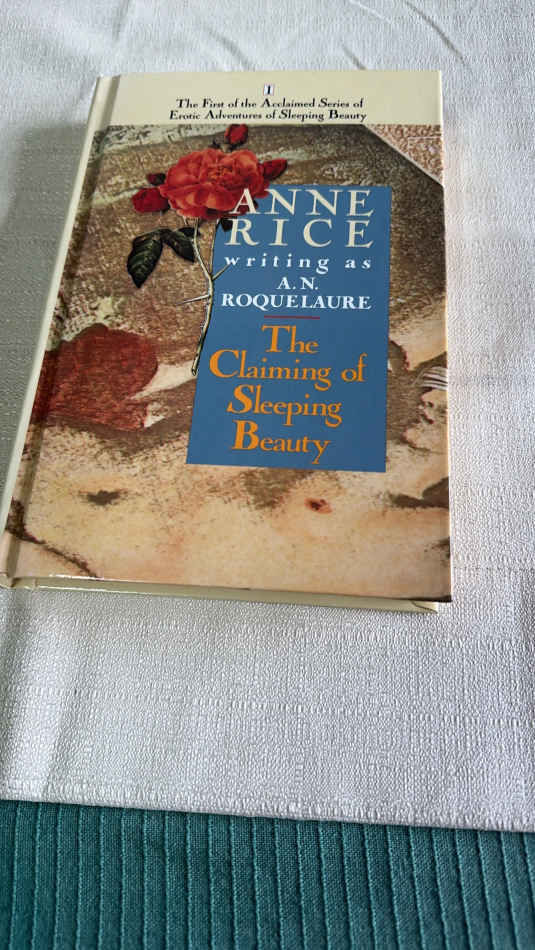 1
The First of the Acclaimed Series of
Erotic Adventures of Sleeping Beauty
ANNE
RICE
writing as
A.N.
ROQUELAURE
The
Claiming of
Sleeping
Beauty